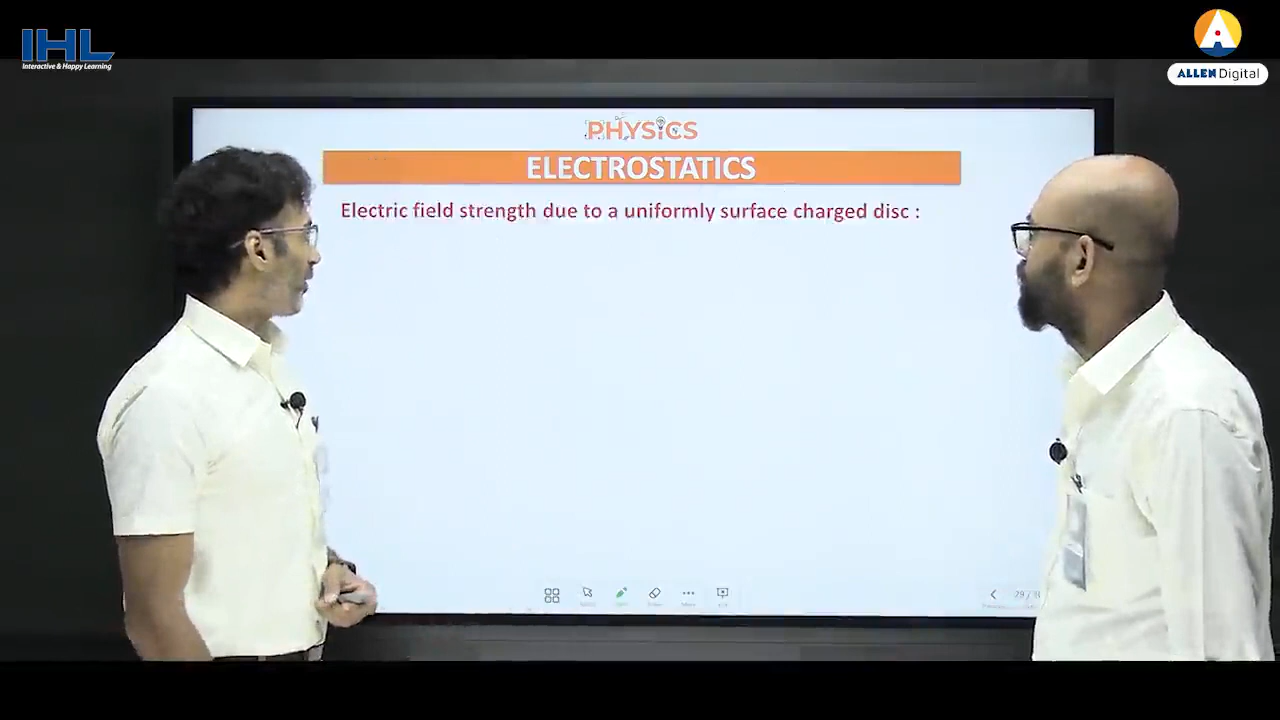 IHL
Interactive & Happy Learning
ALLEN Digital
PHYSICS
ELECTROSTATICS
Electric field strength due to a uniformly surface charged disc :